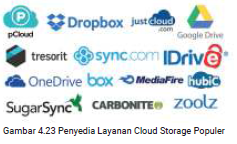 pCloud
Dropbox
justcloud.com
Google Drive
tresorit
sync.com
IDrive
OneDrive
box
MediaFire
hubiC
SugarSync
CARBONITE
zoolz
Gambar 4.23 Penyedia Layanan Cloud Storage Populer